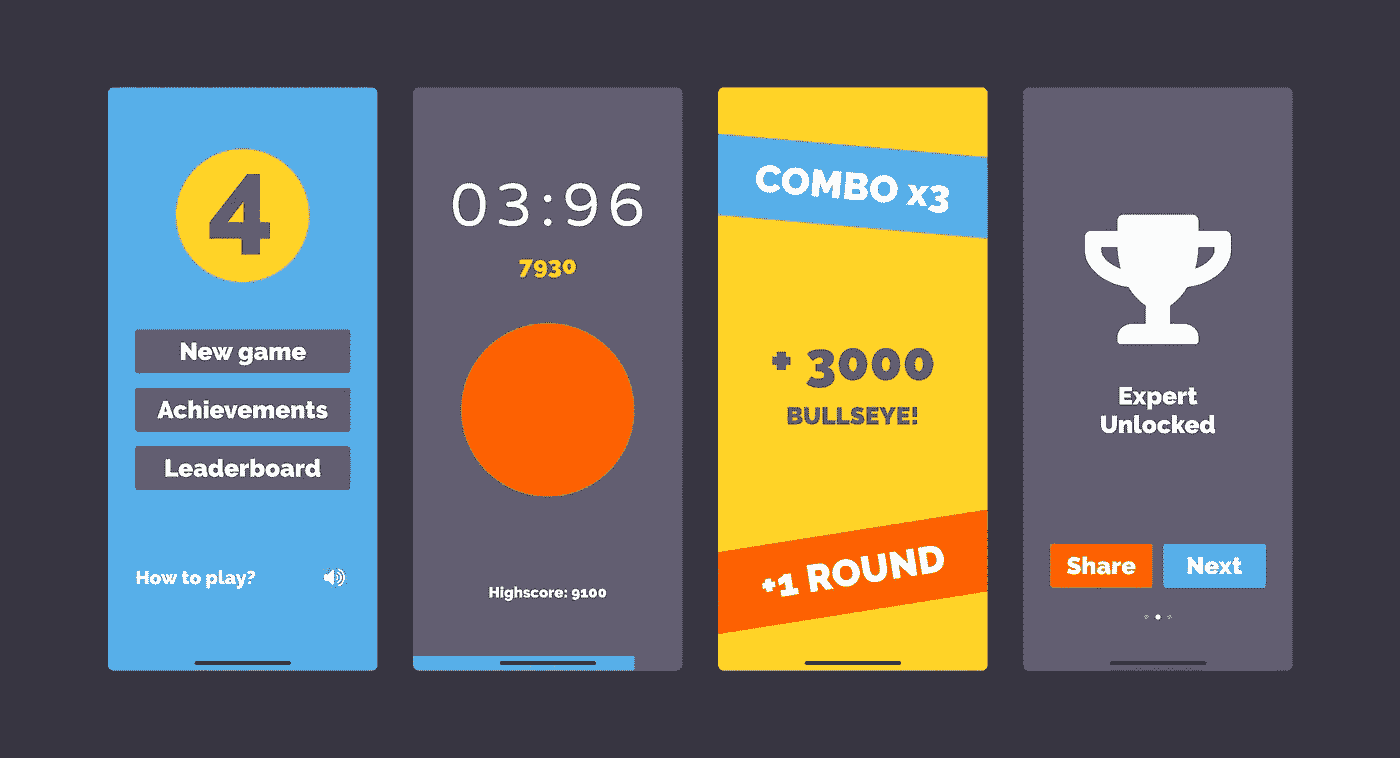 4
New game
Achievements
Leaderboard
How to play?
03:96
7930
Highscore: 9100
COMBO x3
+ 3000
BULLSEYE!
+1 ROUND
Expert
Unlocked
Share
Next